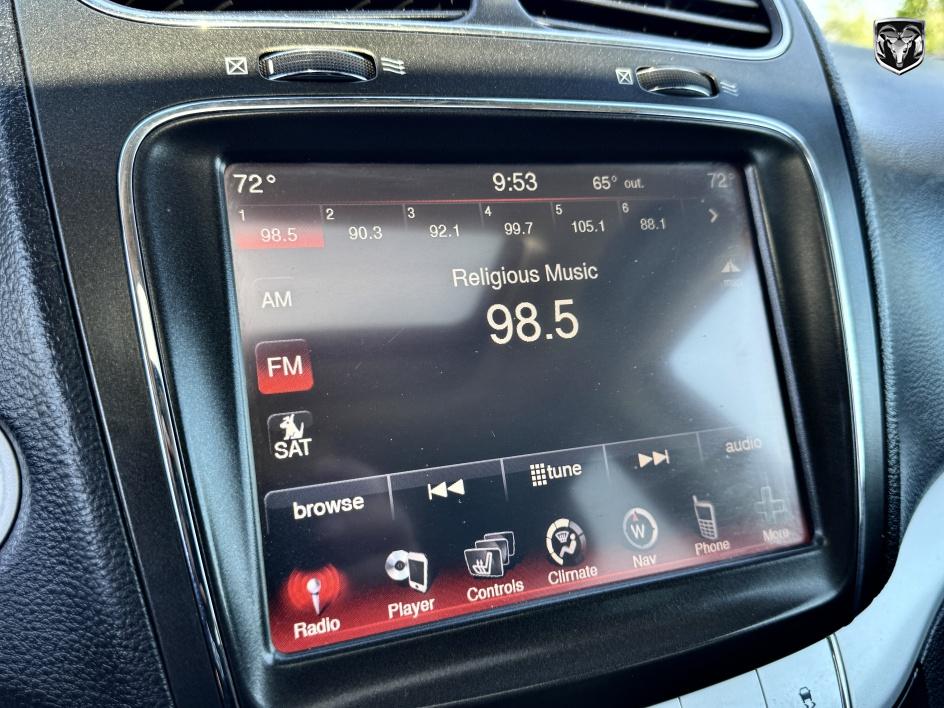 72° 9:53 65° out. 72°
1 2 3 4 5 6
98.5 90.3 92.1 99.7 105.1 88.1 >
Religious Music
98.5
AM
FM
SAT
browse tune audio
W
Radio Player Controls Climate Nav Phone More